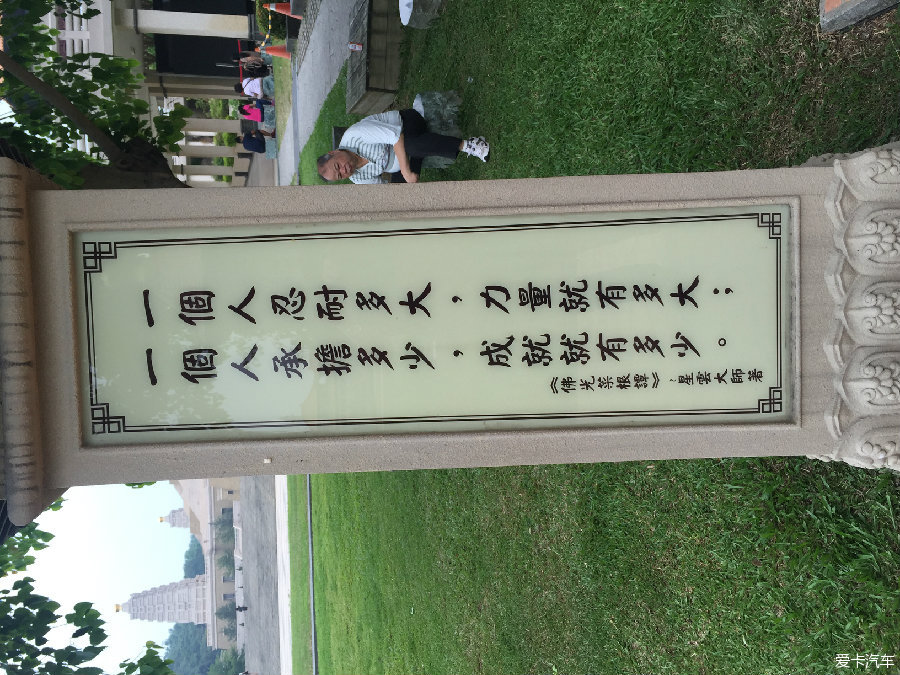 一個人忍耐多大，力量就有多大；
一個人承擔多少，成就就有多少。
《佛光菜根譚》：星雲大師著
爱卡汽车